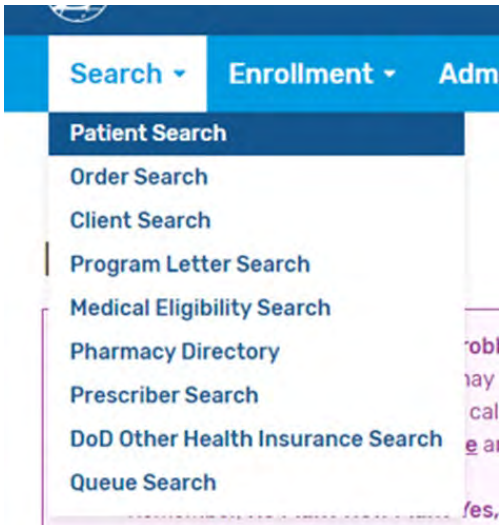 Search Enrollment Adm
Patient Search
Order Search
Client Search
Program Letter Search
Medical Eligibility Search
Pharmacy Directory
Prescriber Search
DoD Other Health Insurance Search
Queue Search